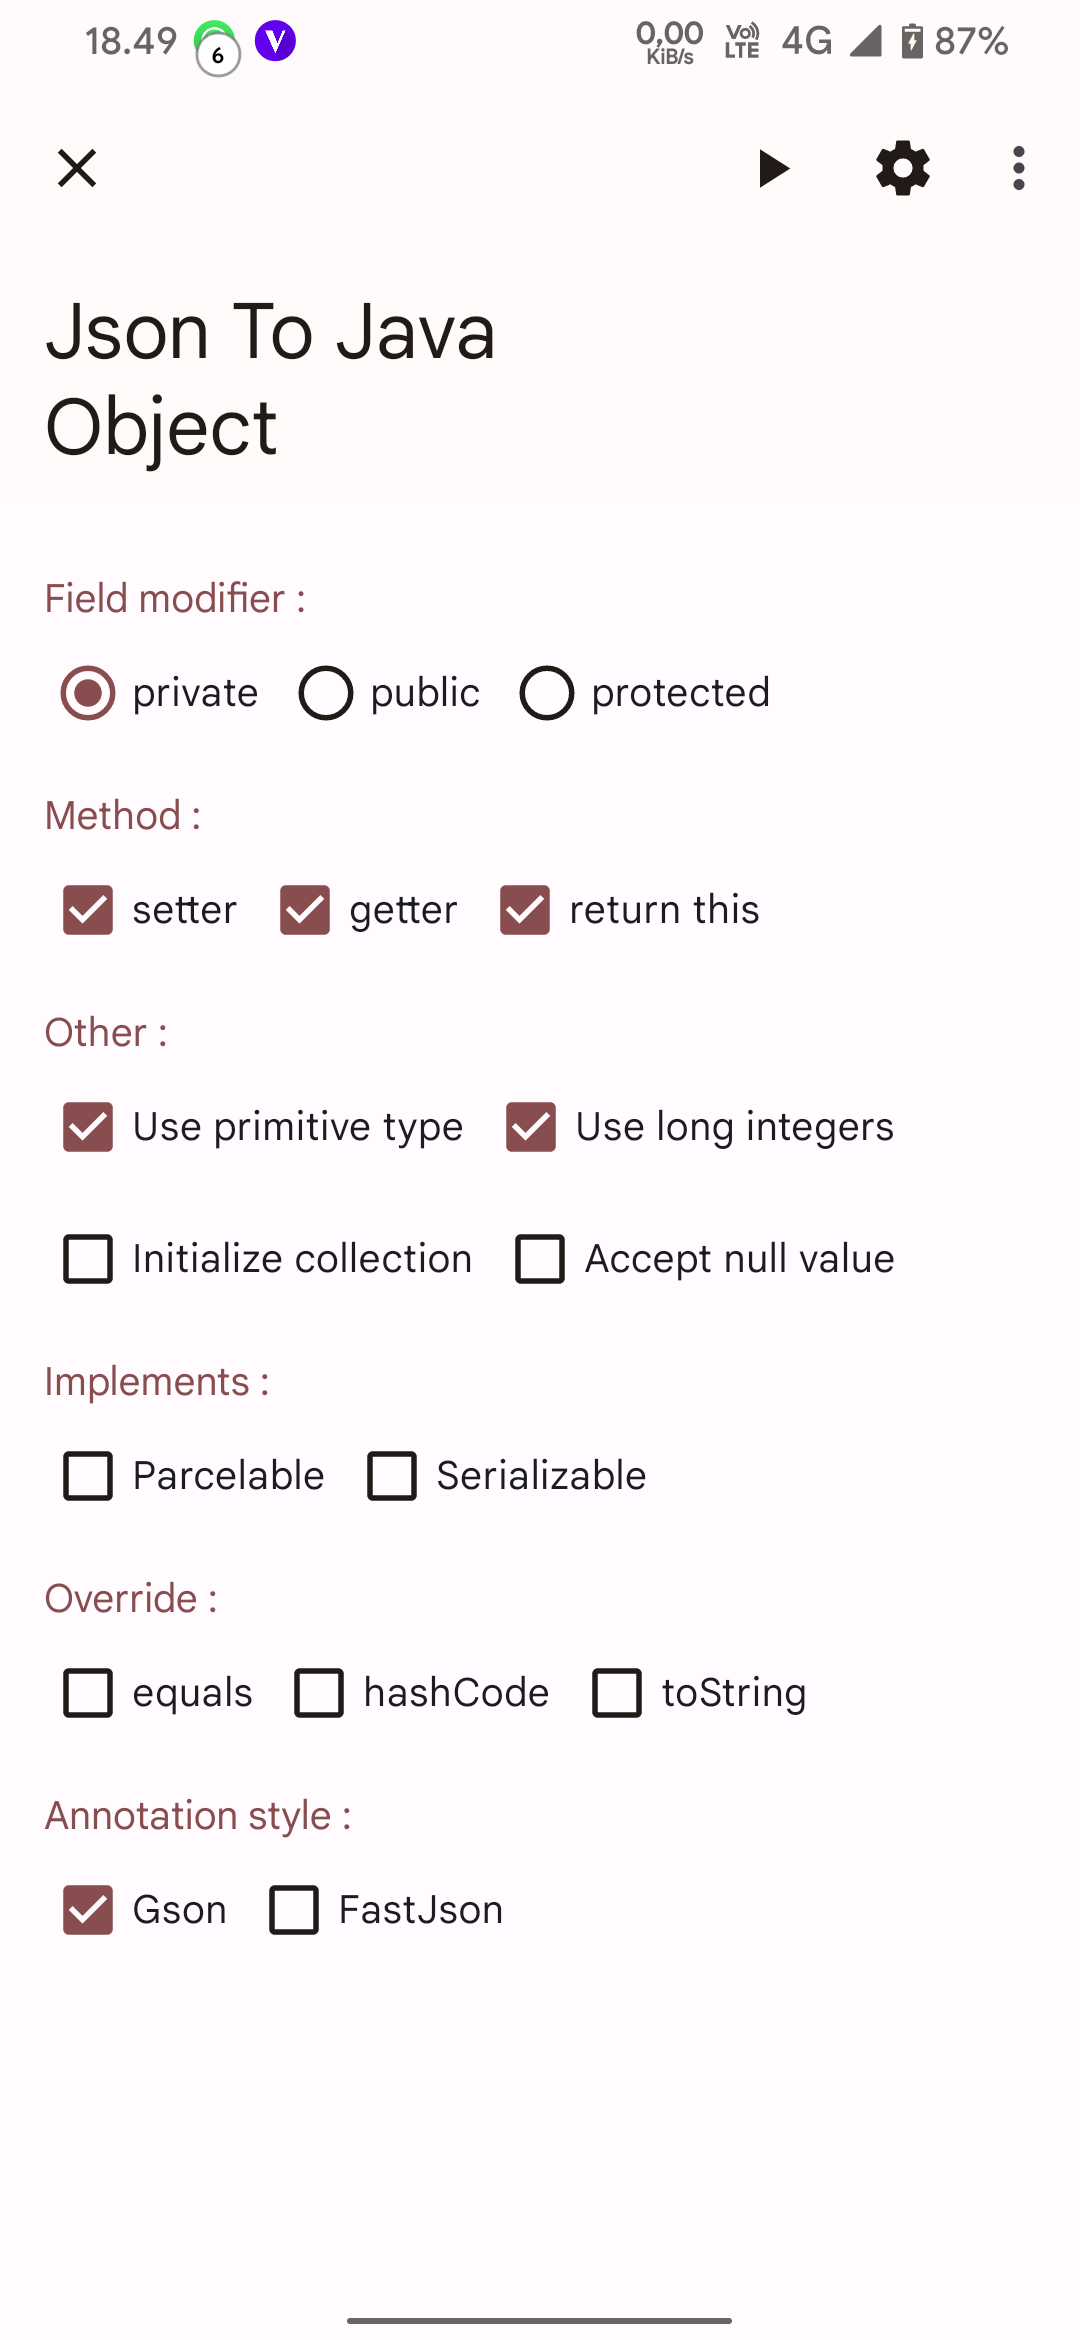 18.49 6 V 0,00 KiB/s Vo)) LTE 4G 87%
Json To Java
Object
Field modifier :
private public protected
Method :
setter getter return this
Other :
Use primitive type Use long integers
Initialize collection Accept null value
Implements :
Parcelable Serializable
Override :
equals hashCode toString
Annotation style :
Gson FastJson